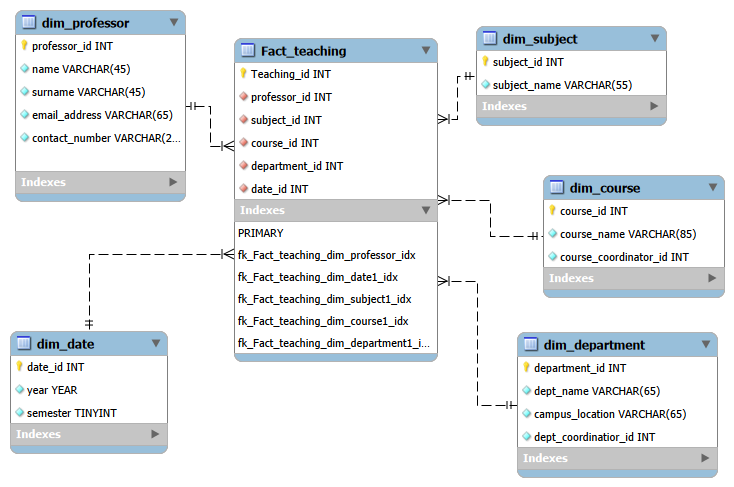 dim_professor
professor_id INT
name VARCHAR(45)
surname VARCHAR(45)
email_address VARCHAR(65)
contact_number VARCHAR(2...
Indexes
Fact_teaching
Teaching_id INT
professor_id INT
subject_id INT
course_id INT
department_id INT
date_id INT
Indexes
PRIMARY
fk_Fact_teaching_dim_professor_idx
fk_Fact_teaching_dim_date1_idx
fk_Fact_teaching_dim_subject1_idx
fk_Fact_teaching_dim_course1_idx
fk_Fact_teaching_dim_department1_i...
dim_subject
subject_id INT
subject_name VARCHAR(55)
Indexes
dim_course
course_id INT
course_name VARCHAR(85)
course_coordinator_id INT
Indexes
dim_date
date_id INT
year YEAR
semester TINYINT
Indexes
dim_department
department_id INT
dept_name VARCHAR(65)
campus_location VARCHAR(65)
dept_coordinatior_id INT
Indexes